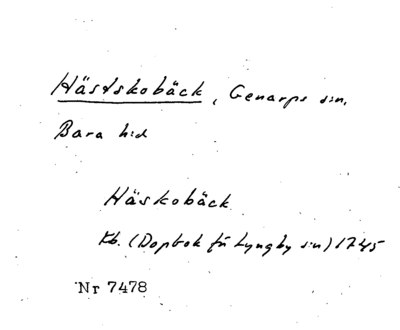 Hästskobäck, Genarps sn.
Bara hd
Häskobäck
Kb. (Dopbok för Lyngby sn) 1745
Nr 7478